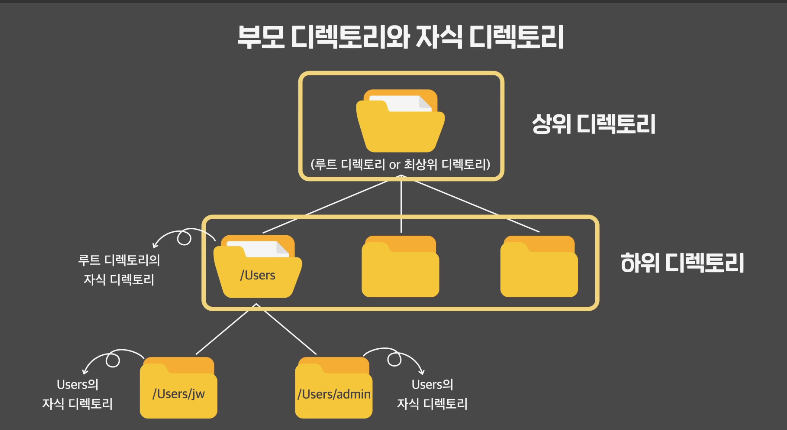 부모 디렉토리와 자식 디렉토리
상위 디렉토리
(루트 디렉토리 or 최상위 디렉토리)
루트 디렉토리의
자식 디렉토리
/Users
하위 디렉토리
Users의
자식 디렉토리
/Users/jw
/Users/admin
Users의
자식 디렉토리